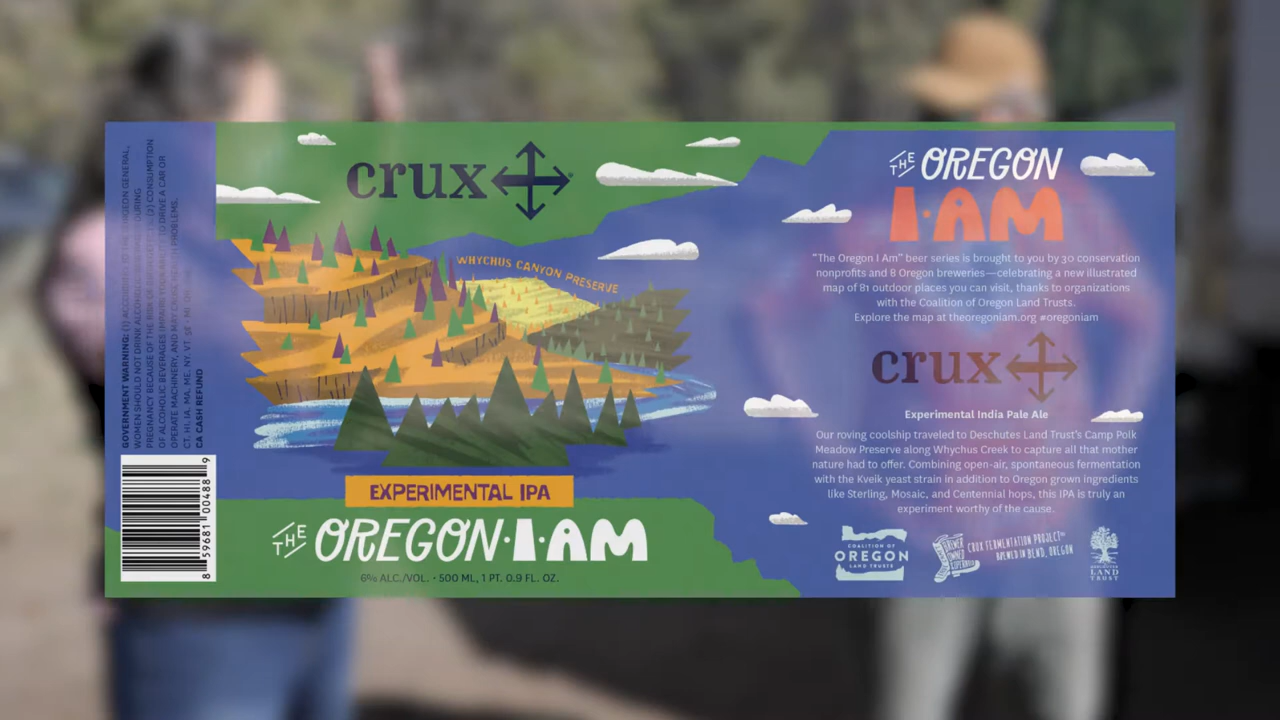 GOVERNMENT WARNING: (1) ACCORDING TO THE SURGEON GENERAL,
WOMEN SHOULD NOT DRINK ALCOHOLIC BEVERAGES DURING
PREGNANCY BECAUSE OF THE RISK OF BIRTH DEFECTS. (2) CONSUMPTION
OF ALCOHOLIC BEVERAGES IMPAIRS YOUR ABILITY TO DRIVE A CAR OR
OPERATE MACHINERY, AND MAY CAUSE HEALTH PROBLEMS.
CT, HI, IA, MA, ME, NY, VT 5¢ · MI
CA CASH REFUND
8 59681 00488 9
crux
WHYCHUS CANYON PRESERVE
EXPERIMENTAL IPA
THE OREGON·I·AM
6% ALC./VOL. · 500 ML, 1 PT. 0.9 FL. OZ.
THE OREGON
I·AM
"The Oregon I Am" beer series is brought to you by 30 conservation
nonprofits and 8 Oregon breweries—celebrating a new illustrated
map of 81 outdoor places you can visit, thanks to organizations
with the Coalition of Oregon Land Trusts.
Explore the map at theoregoniam.org #oregoniam
crux
Experimental India Pale Ale
Our roving coolship traveled to Deschutes Land Trust's Camp Polk
Meadow Preserve along Whychus Creek to capture all that mother
nature had to offer. Combining open-air, spontaneous fermentation
with the Kveik yeast strain in addition to Oregon grown ingredients
like Sterling, Mosaic, and Centennial hops, this IPA is truly an
experiment worthy of the cause.
COALITION OF
OREGON
LAND TRUSTS
CRUX FERMENTATION PROJECT
BREWED IN BEND, OREGON
DESCHUTES
LAND
TRUST